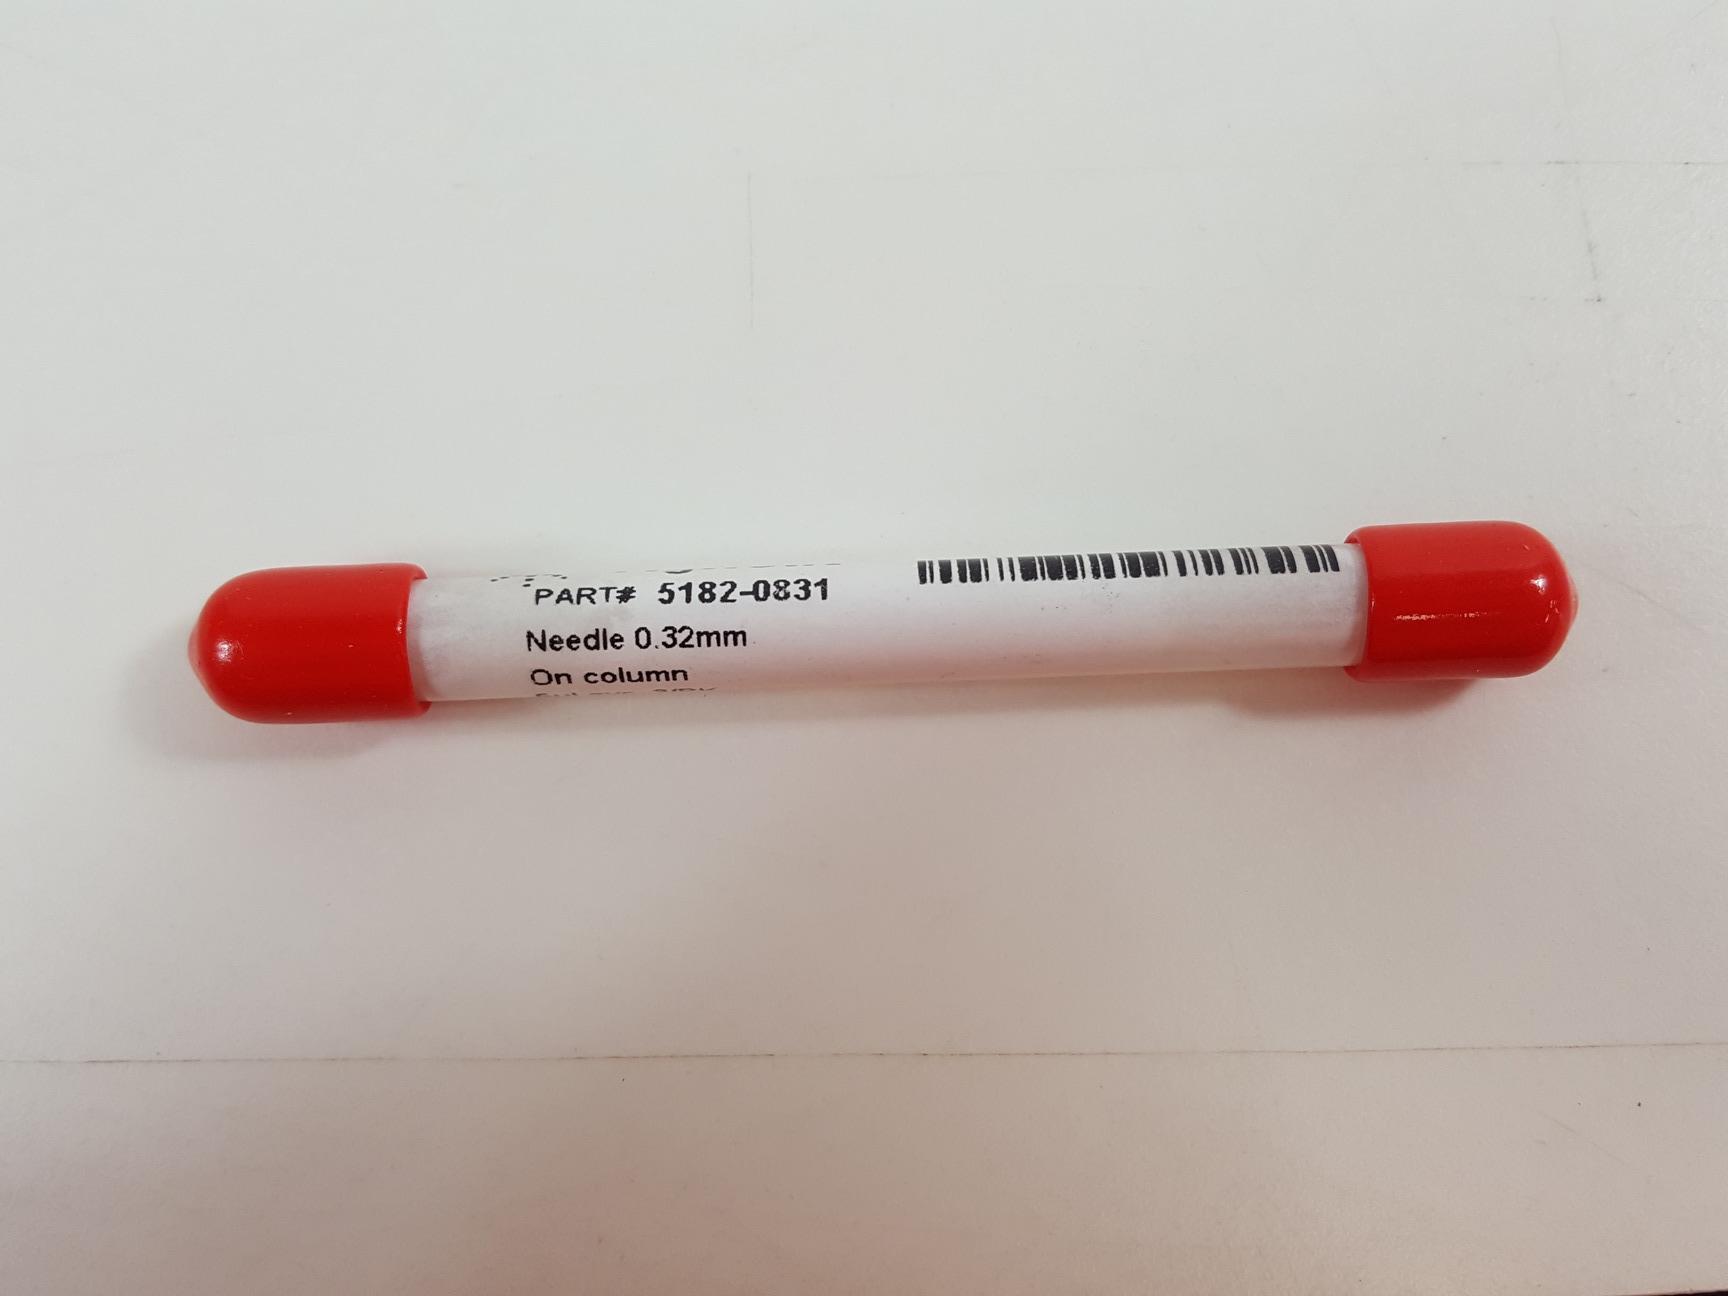 PART# 5182-0831
Needle 0.32mm
On column